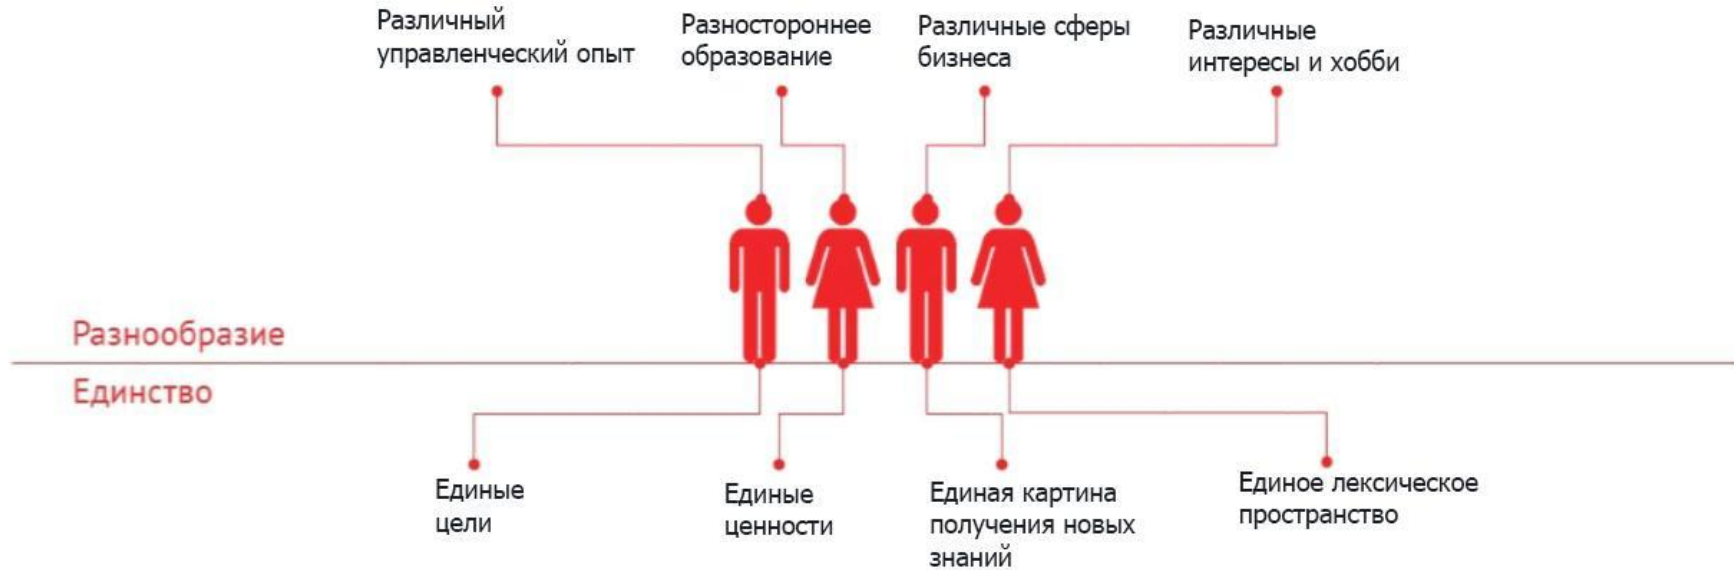 Различный
управленческий опыт
Разностороннее
образование
Различные сферы
бизнеса
Различные
интересы и хобби
Разнообразие
Единство
Единые
цели
Единые
ценности
Единая картина
получения новых
знаний
Единое лексическое
пространство